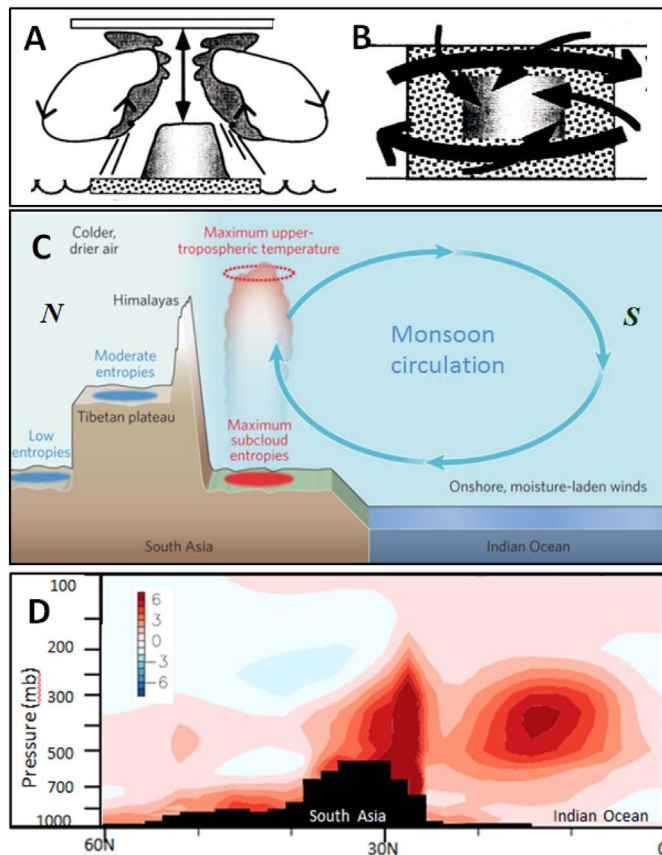 A
B
C
Colder,
drier air
Maximum upper-
tropospheric temperature
N
Himalayas
S
Monsoon
circulation
Moderate
entropies
Tibetan plateau
Low
entropies
Maximum
subcloud
entropies
Onshore, moisture-laden winds
South Asia
Indian Ocean
D
100
200
300
500
700
1000
Pressure (mb)
6
3
0
-3
-6
South Asia
Indian Ocean
60N
30N